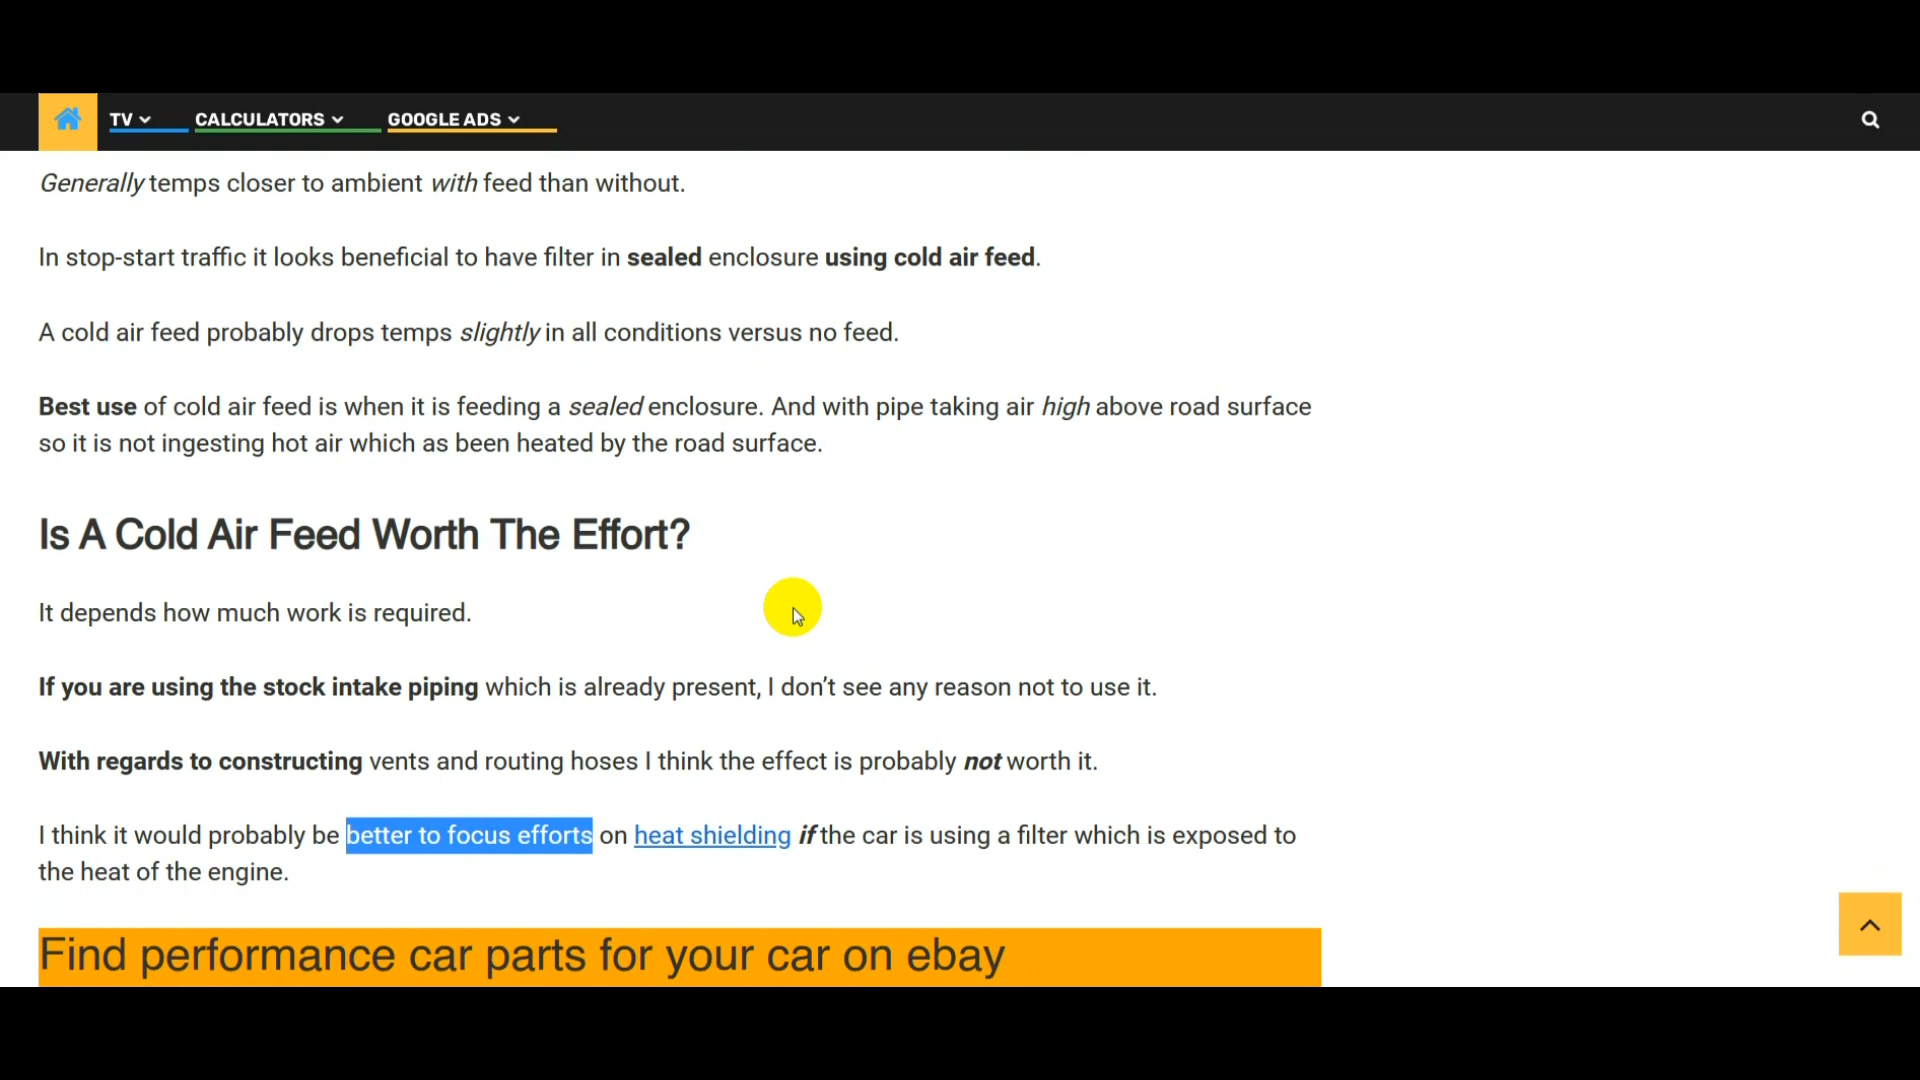 TV CALCULATORS GOOGLE ADS
Generally temps closer to ambient with feed than without.
In stop-start traffic it looks beneficial to have filter in sealed enclosure using cold air feed.
A cold air feed probably drops temps slightly in all conditions versus no feed.
Best use of cold air feed is when it is feeding a sealed enclosure. And with pipe taking air high above road surface
so it is not ingesting hot air which as been heated by the road surface.
Is A Cold Air Feed Worth The Effort?
It depends how much work is required.
If you are using the stock intake piping which is already present, I don’t see any reason not to use it.
With regards to constructing vents and routing hoses I think the effect is probably not worth it.
I think it would probably be better to focus efforts on heat shielding if the car is using a filter which is exposed to
the heat of the engine.
Find performance car parts for your car on ebay